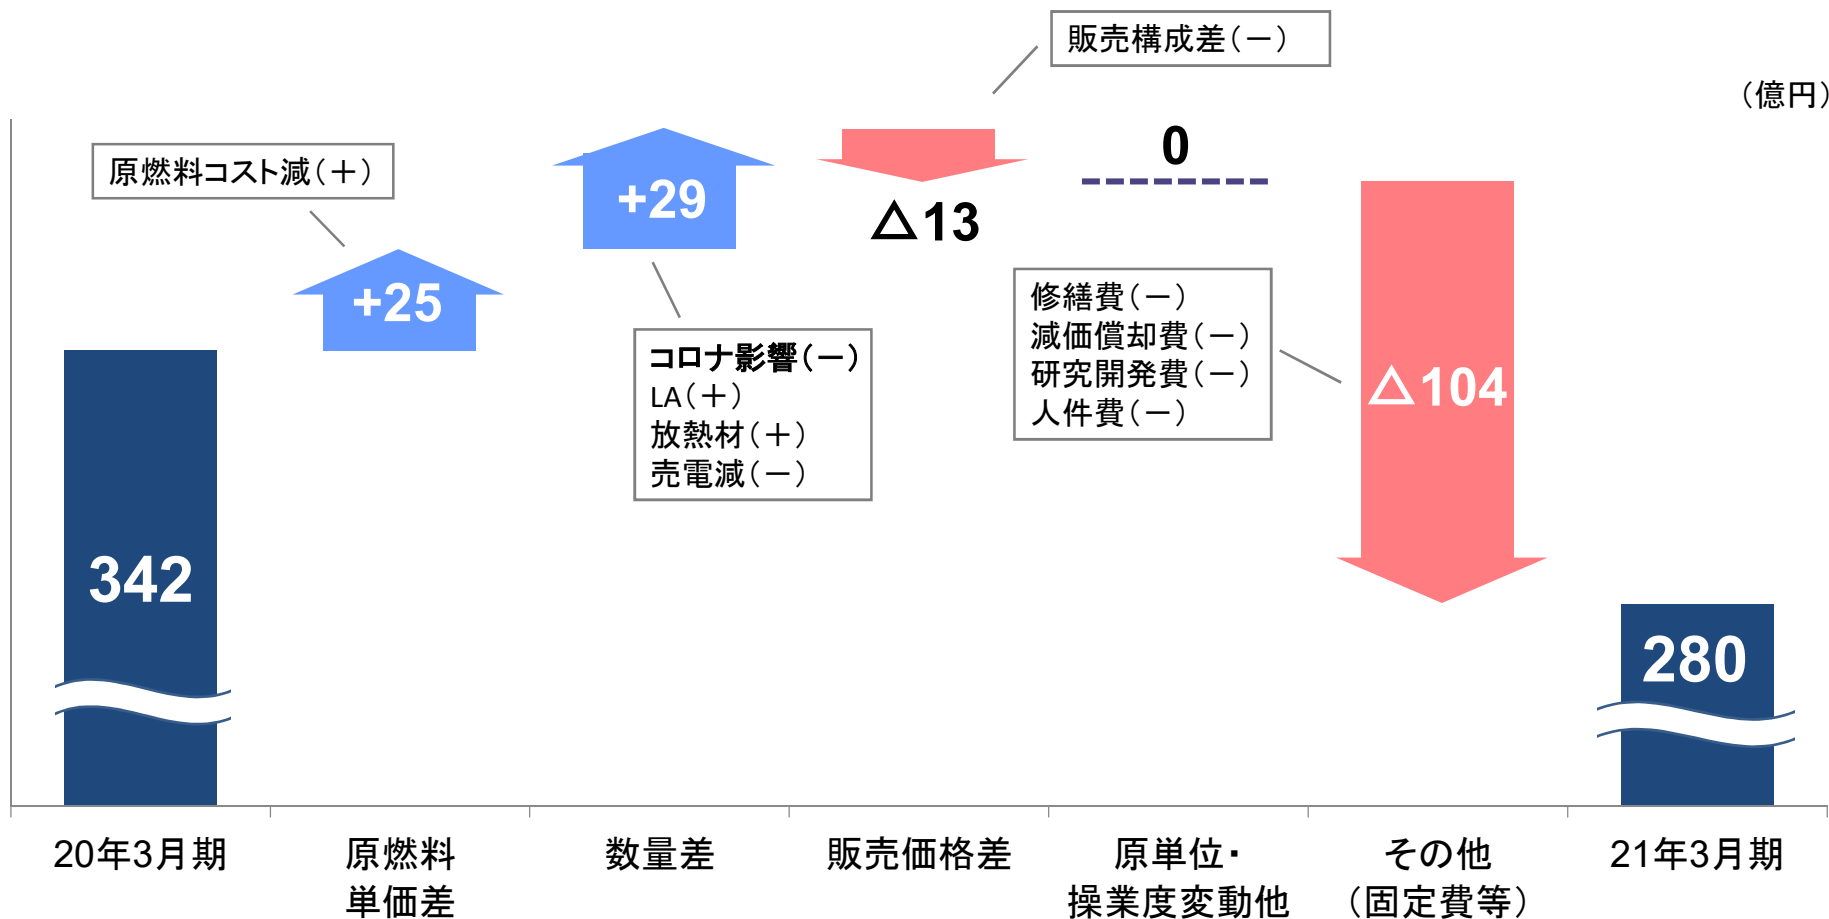 販売構成差(－)
(億円)
原燃料コスト減(＋)
0
+29
△13
+25
修繕費(－)
減価償却費(－)
研究開発費(－)
人件費(－)
コロナ影響(－)
LA(＋)
放熱材(＋)
売電減(－)
△104
342
280
20年3月期
原燃料
単価差
数量差
販売価格差
原単位・
操業度変動他
その他
(固定費等)
21年3月期